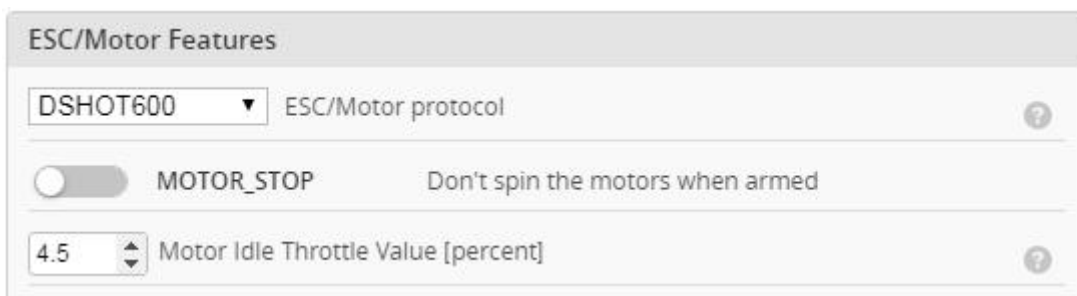 ESC/Motor Features
DSHOT600 ESC/Motor protocol
MOTOR_STOP Don't spin the motors when armed
4.5 Motor Idle Throttle Value [percent]